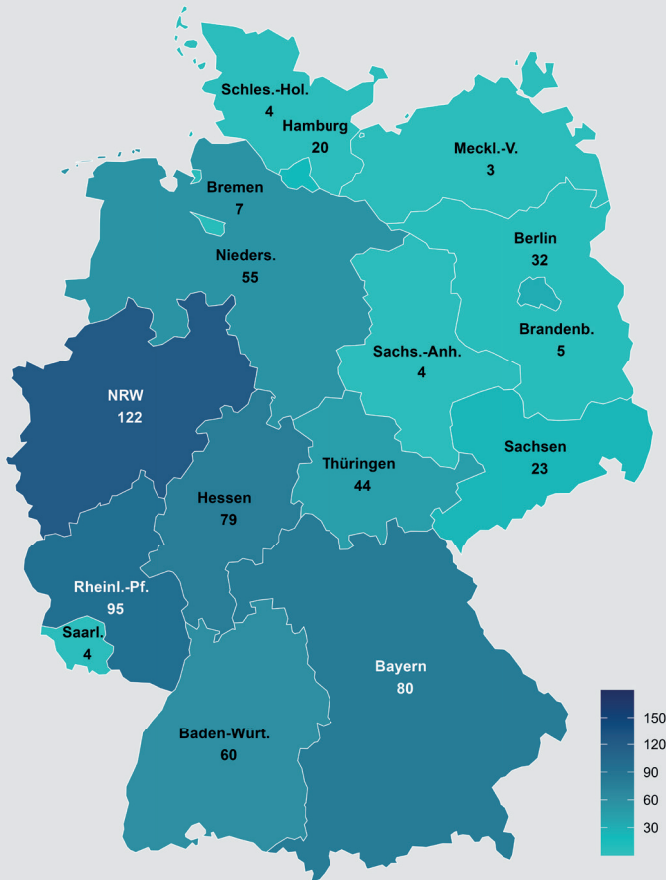 Schles.-Hol.
4
Hamburg
20
Meckl.-V.
3
Bremen
7
Berlin
32
Nieders.
55
Brandenb.
5
Sachs.-Anh.
4
NRW
122
Sachsen
23
Thüringen
44
Hessen
79
Rheinl.-Pf.
95
Saarl.
4
Bayern
80
Baden-Wurt.
60
150
120
90
60
30